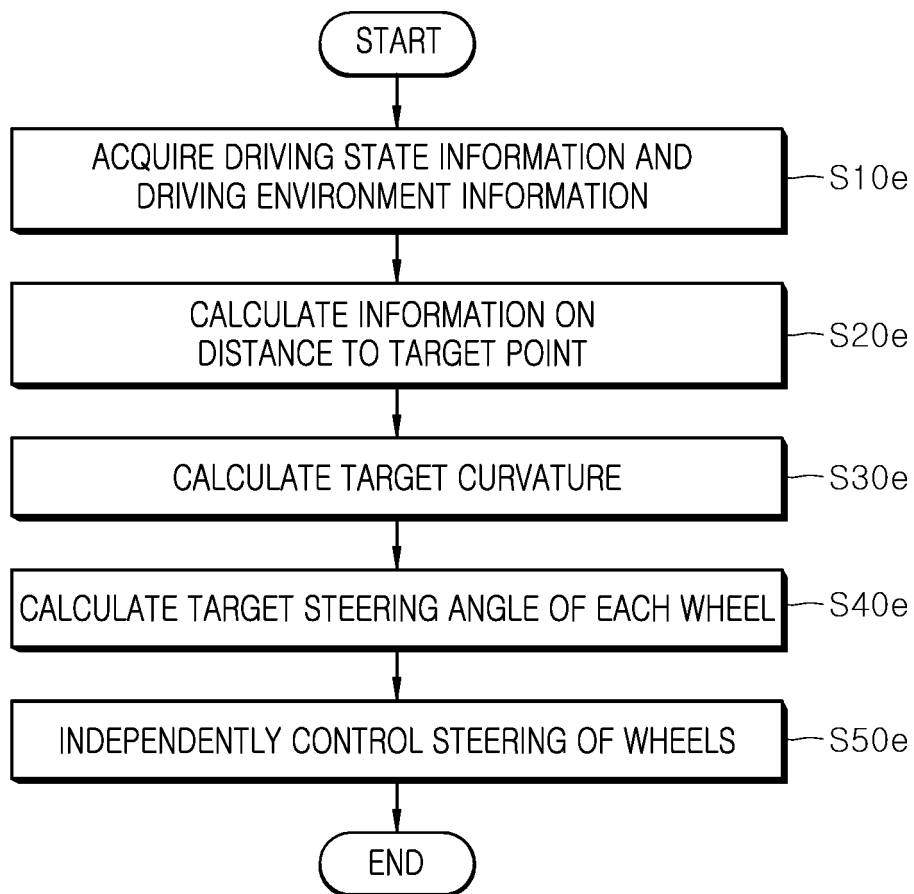 START
ACQUIRE DRIVING STATE INFORMATION AND
DRIVING ENVIRONMENT INFORMATION
S10e
CALCULATE INFORMATION ON
DISTANCE TO TARGET POINT
S20e
CALCULATE TARGET CURVATURE
S30e
CALCULATE TARGET STEERING ANGLE OF EACH WHEEL
S40e
INDEPENDENTLY CONTROL STEERING OF WHEELS
S50e
END